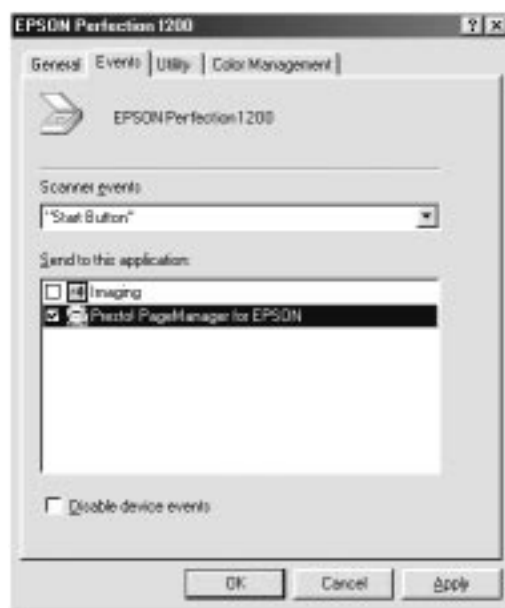 EPSON Perfection 1200
General Events Utility Color Management
EPSON Perfection 1200
Scanner events
"Start Button"
Send to this application:
Imaging
Presto! PageManager for EPSON
Disable device events
OK Cancel Apply